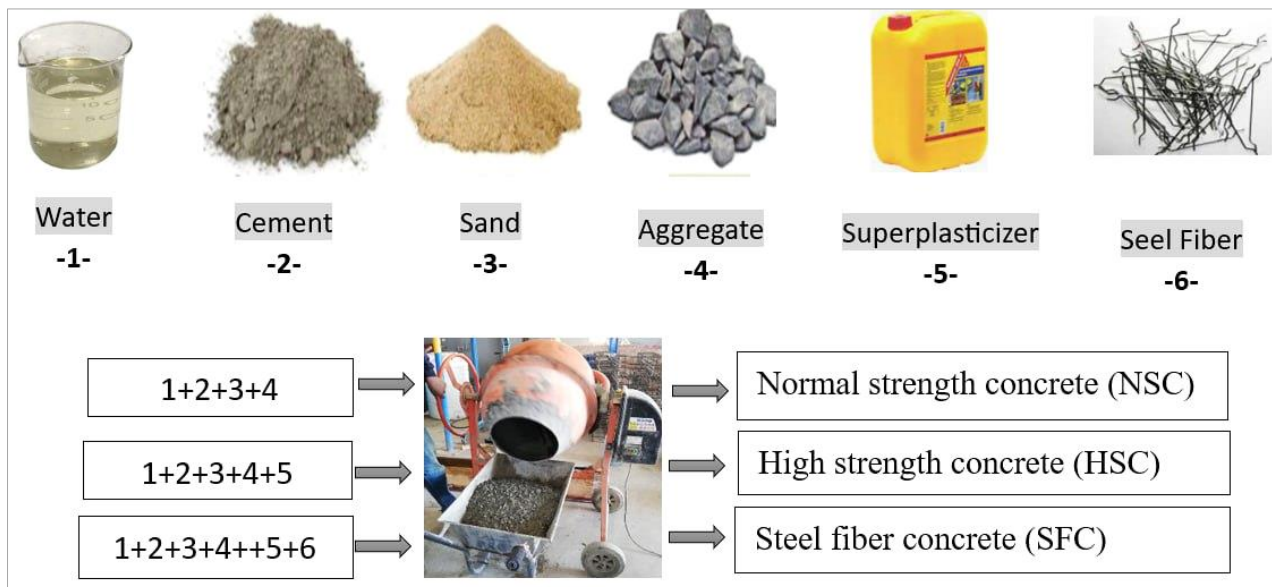 Water
-1-
Cement
-2-
Sand
-3-
Aggregate
-4-
Superplasticizer
-5-
Seel Fiber
-6-
1+2+3+4
Normal strength concrete (NSC)
1+2+3+4+5
High strength concrete (HSC)
1+2+3+4++5+6
Steel fiber concrete (SFC)